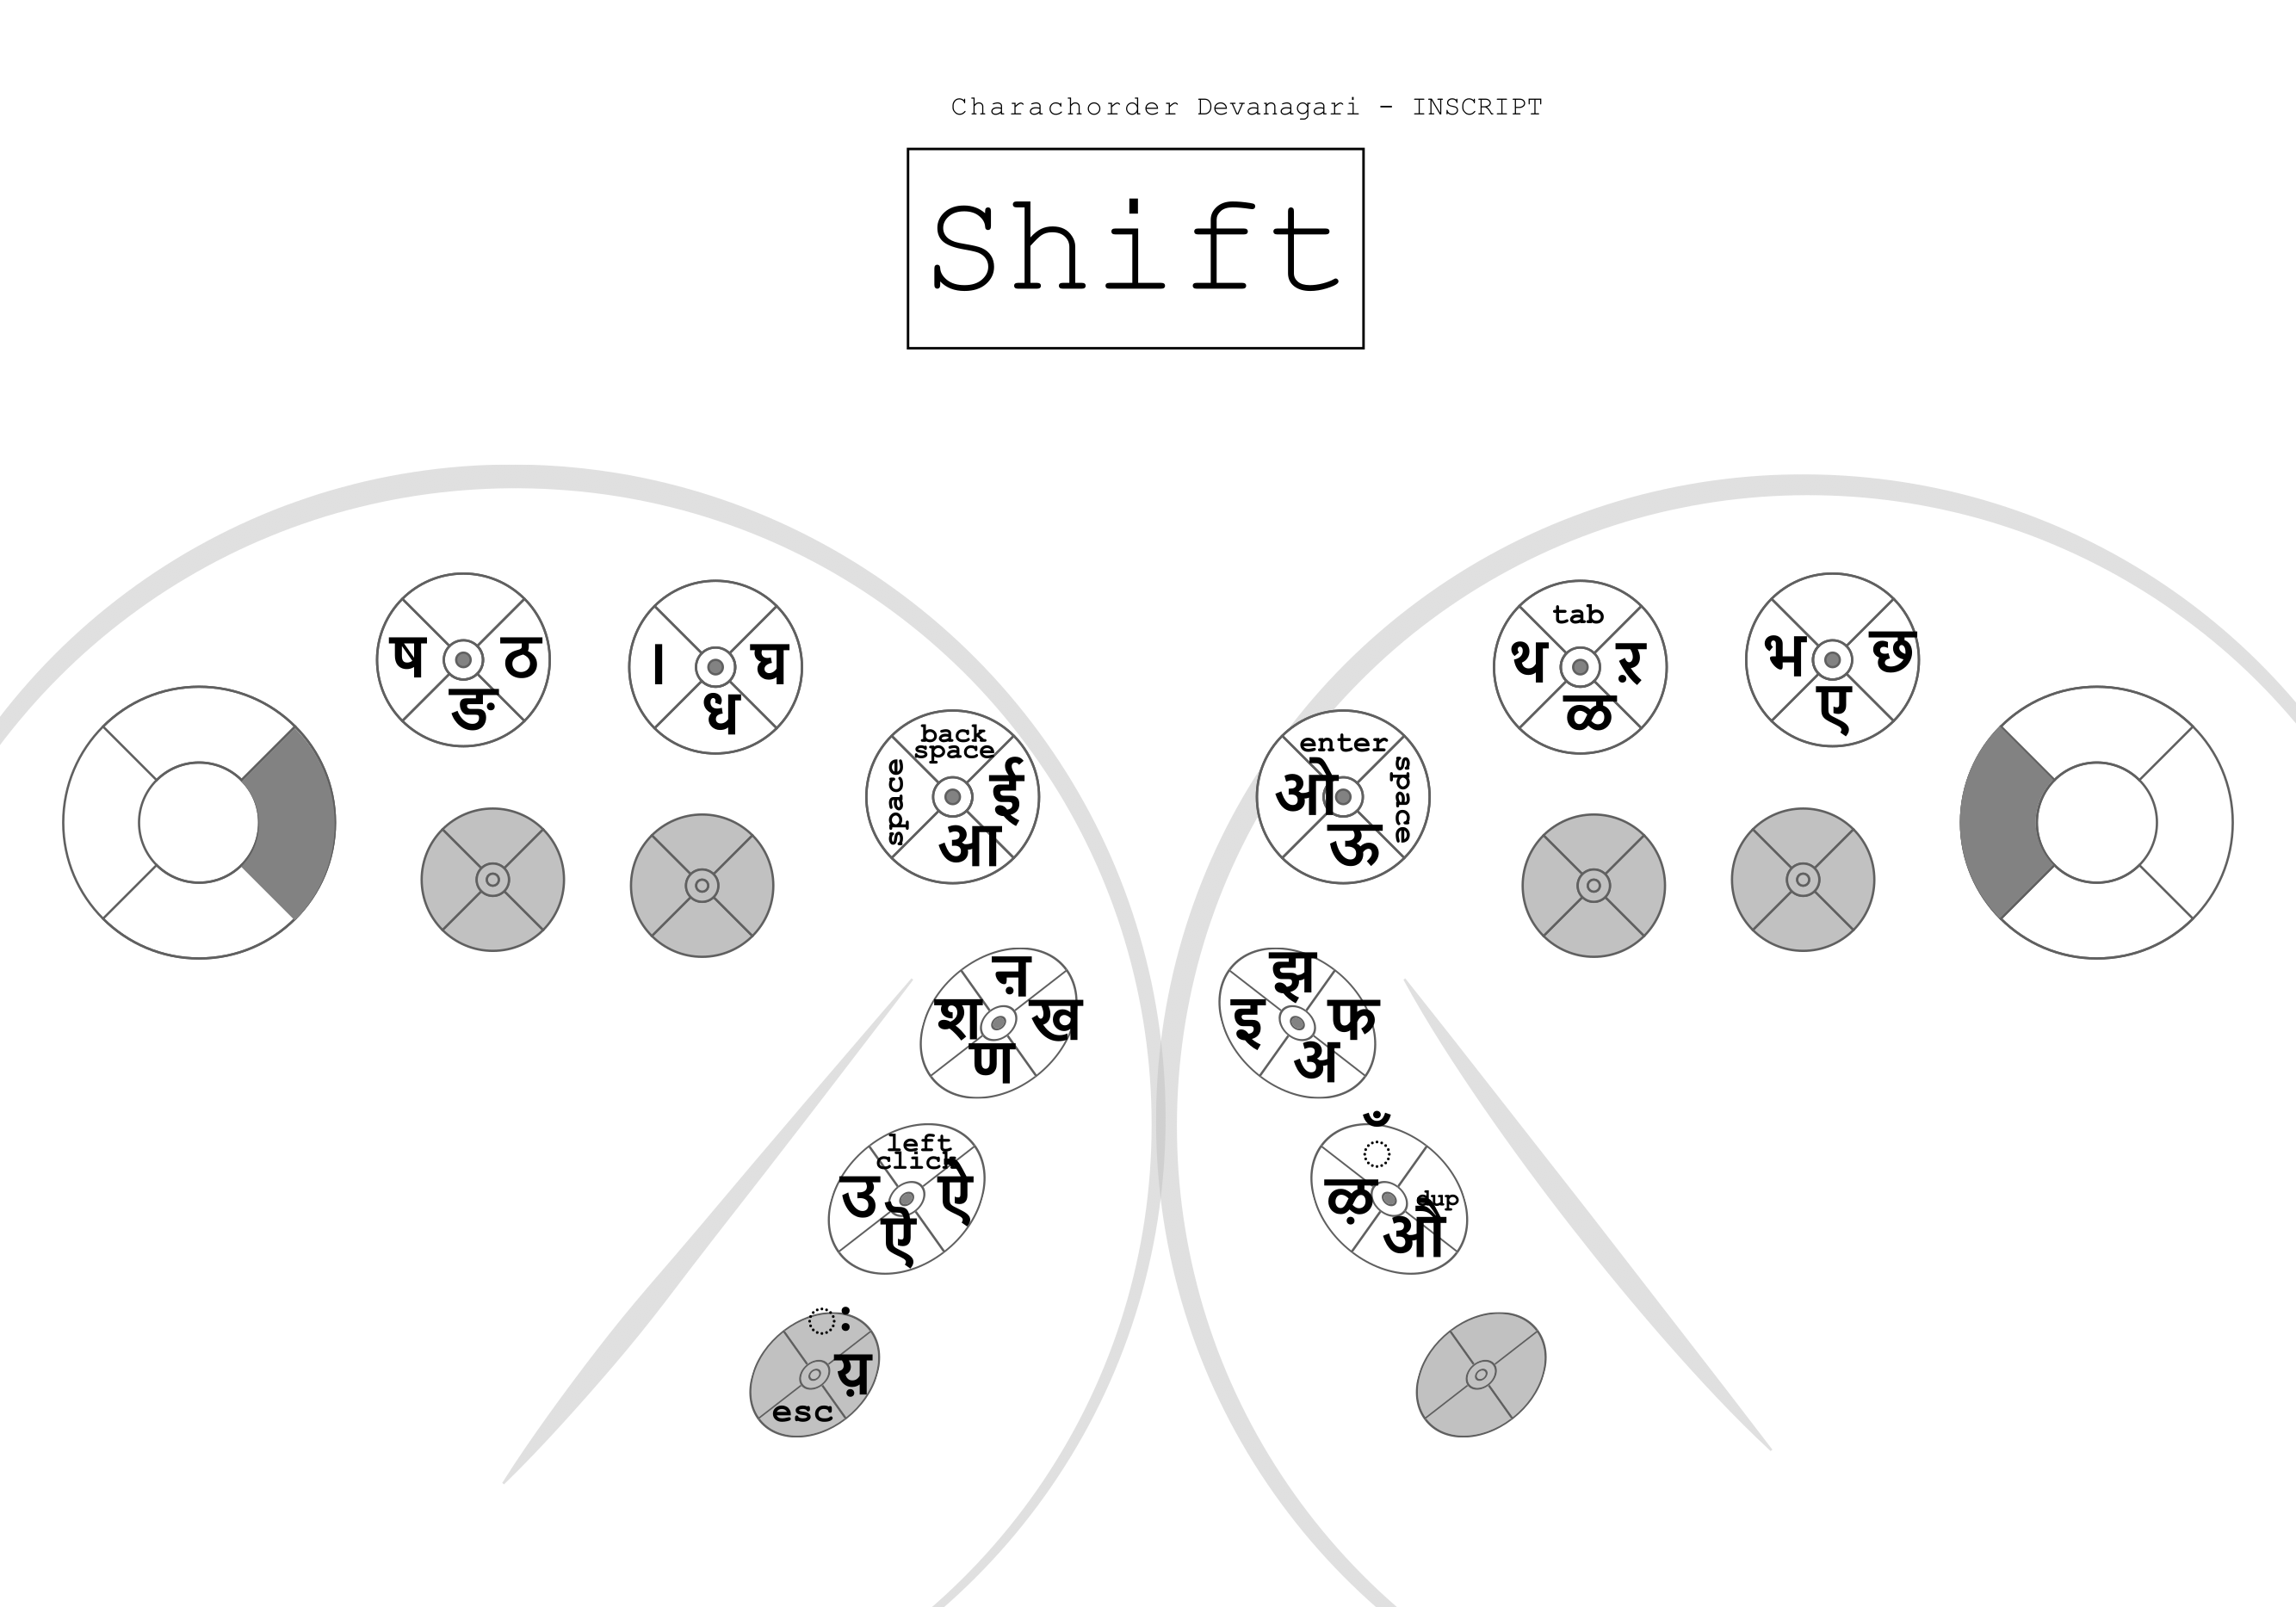 Charachorder Devanagari - INSCRIPT
Shift
ष ठ
ङ
। घ
ध
back
space
space ई
आ
enter
ओ space
ऊ
tab
थ ऱ
ळ
भ छ
ए
ऩ
श ख
ण
झ
इ फ
अ
left
click
उ ऐ
ऎ
ँ
ऴ dup
औ
ः
य़
esc